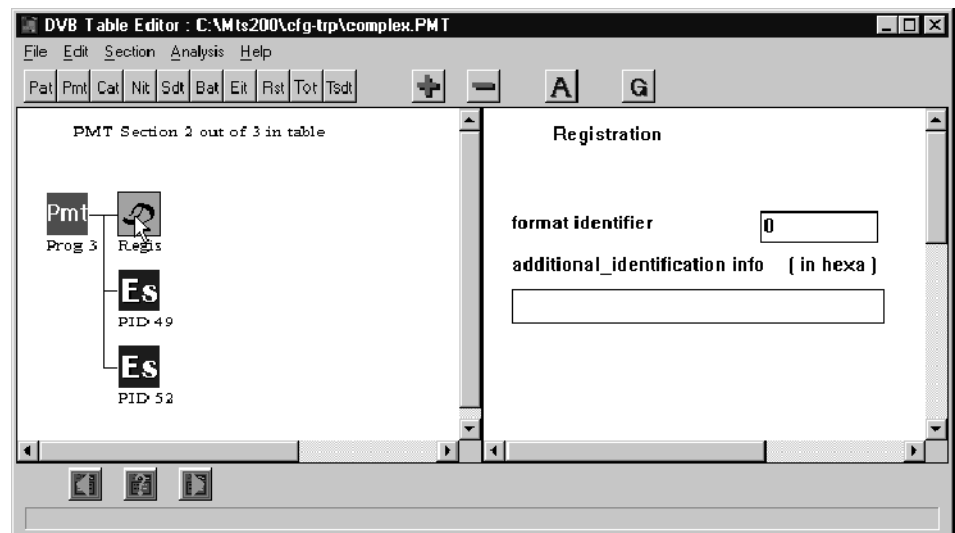 DVB Table Editor : C:\Mts200\cfg-trp\complex.PMT
File Edit Section Analysis Help
Pat Pmt Cat Nit Sdt Bat Eit Rst Tot Tsdt A G
PMT Section 2 out of 3 in table
Pmt
Prog 3 Regis
Es
PID 49
Es
PID 52
Registration
format identifier 0
additional_identification info ( in hexa )